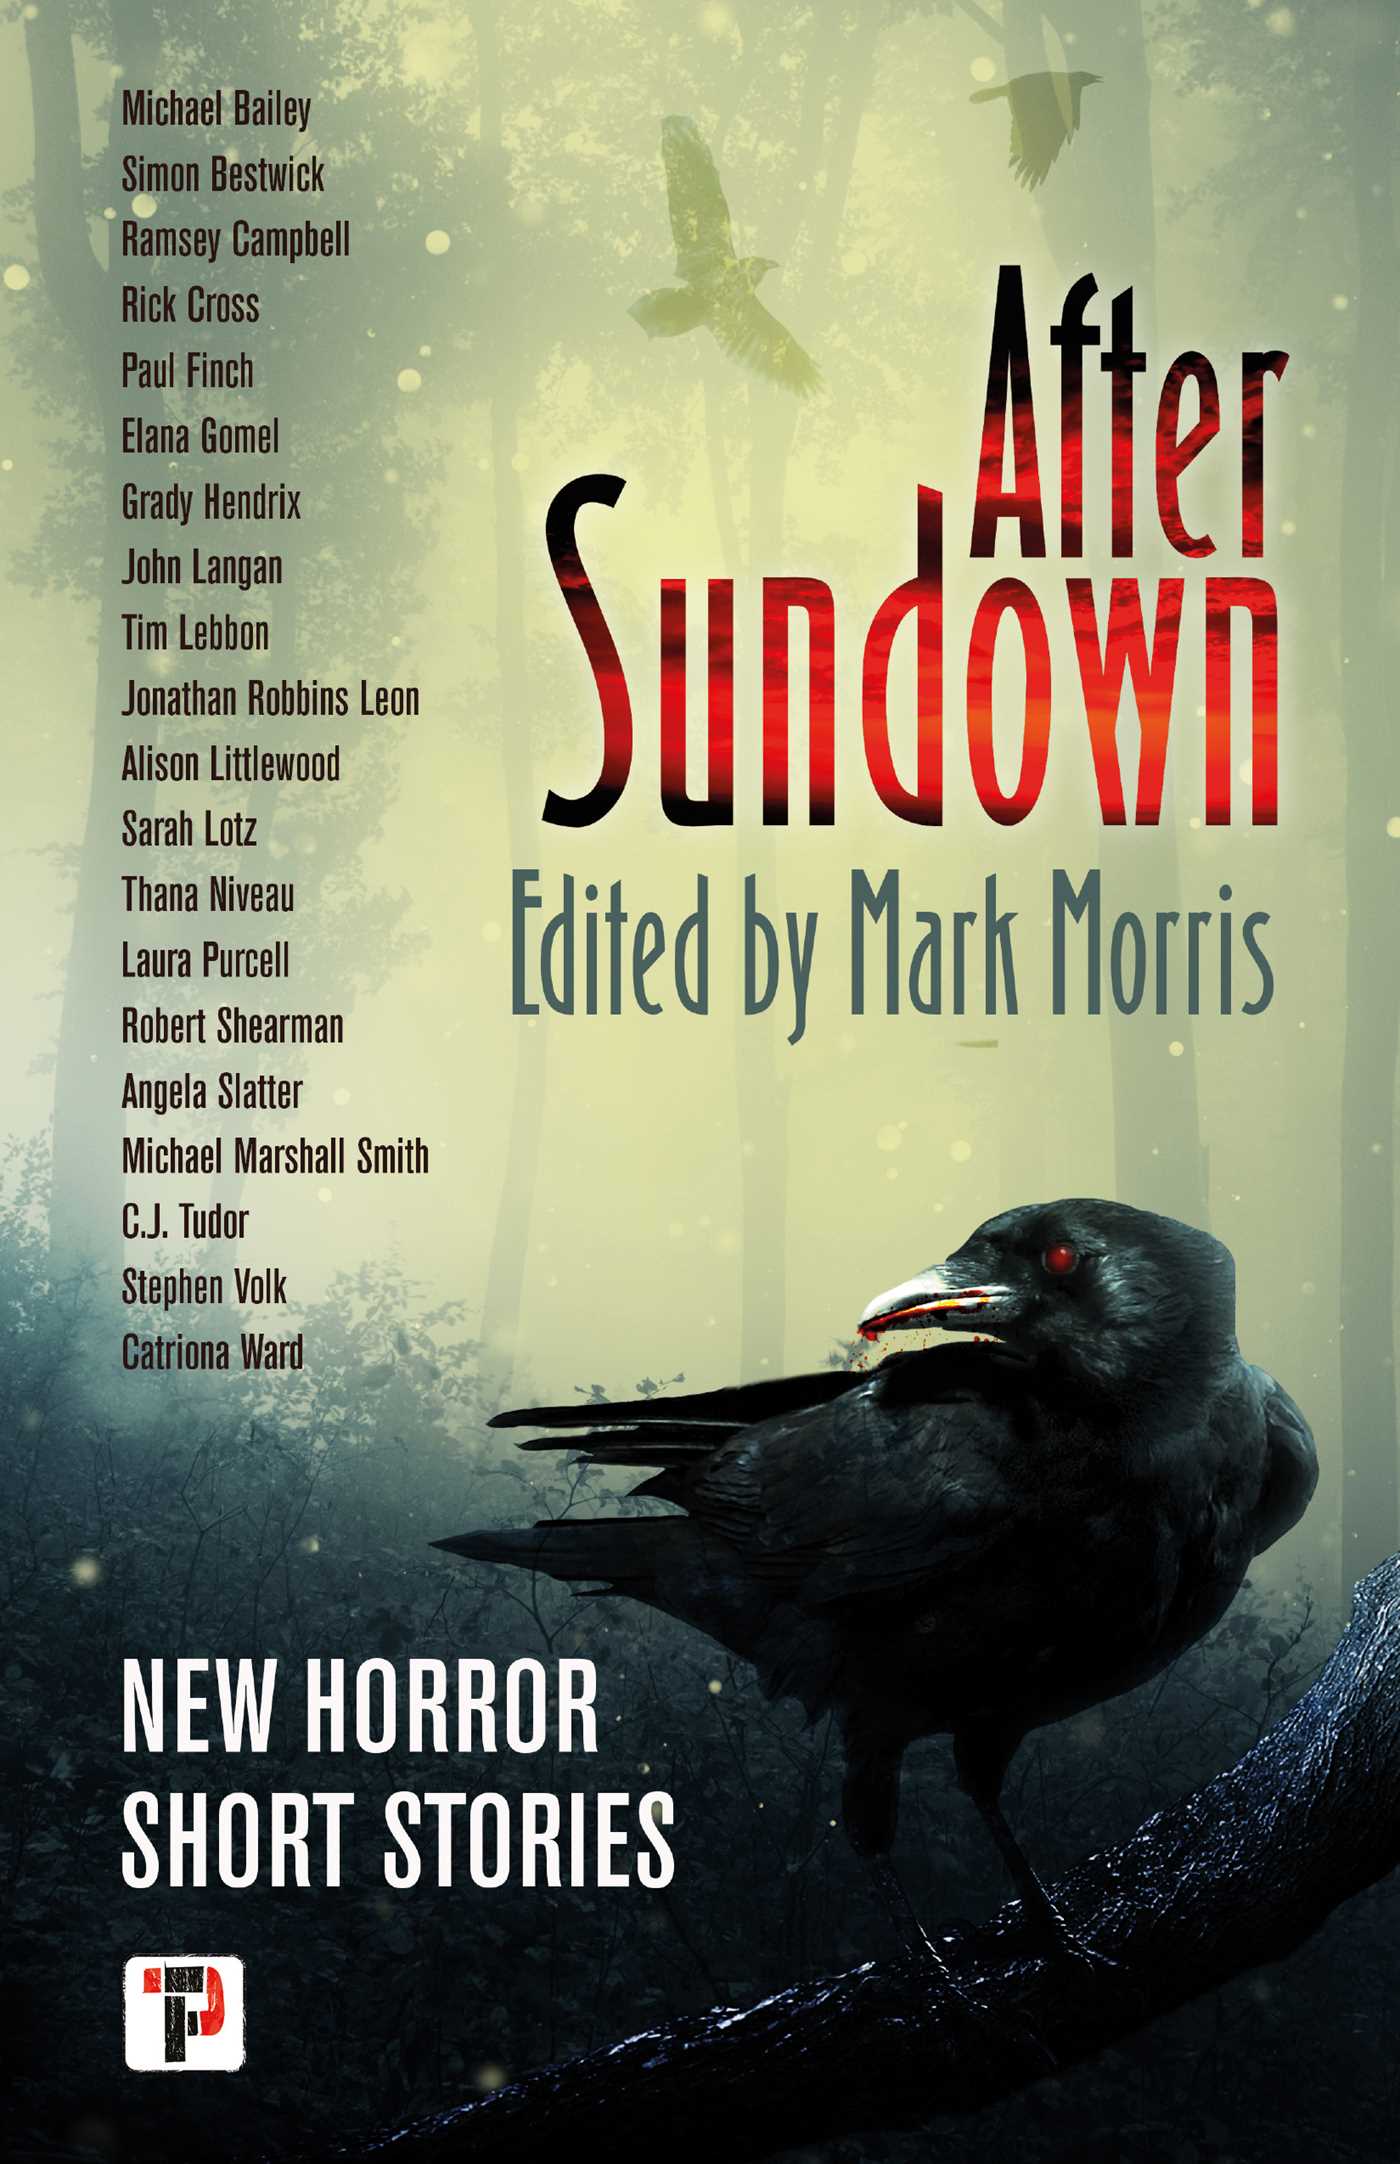 Michael Bailey
Simon Bestwick
Ramsey Campbell
Rick Cross
Paul Finch
Elana Gomel
Grady Hendrix
John Langan
Tim Lebbon
Jonathan Robbins Leon
Alison Littlewood
Sarah Lotz
Thana Niveau
Laura Purcell
Robert Shearman
Angela Slatter
Michael Marshall Smith
C.J. Tudor
Stephen Volk
Catriona Ward
After
Sundown
Edited by Mark Morris
NEW HORROR
SHORT STORIES
FTP